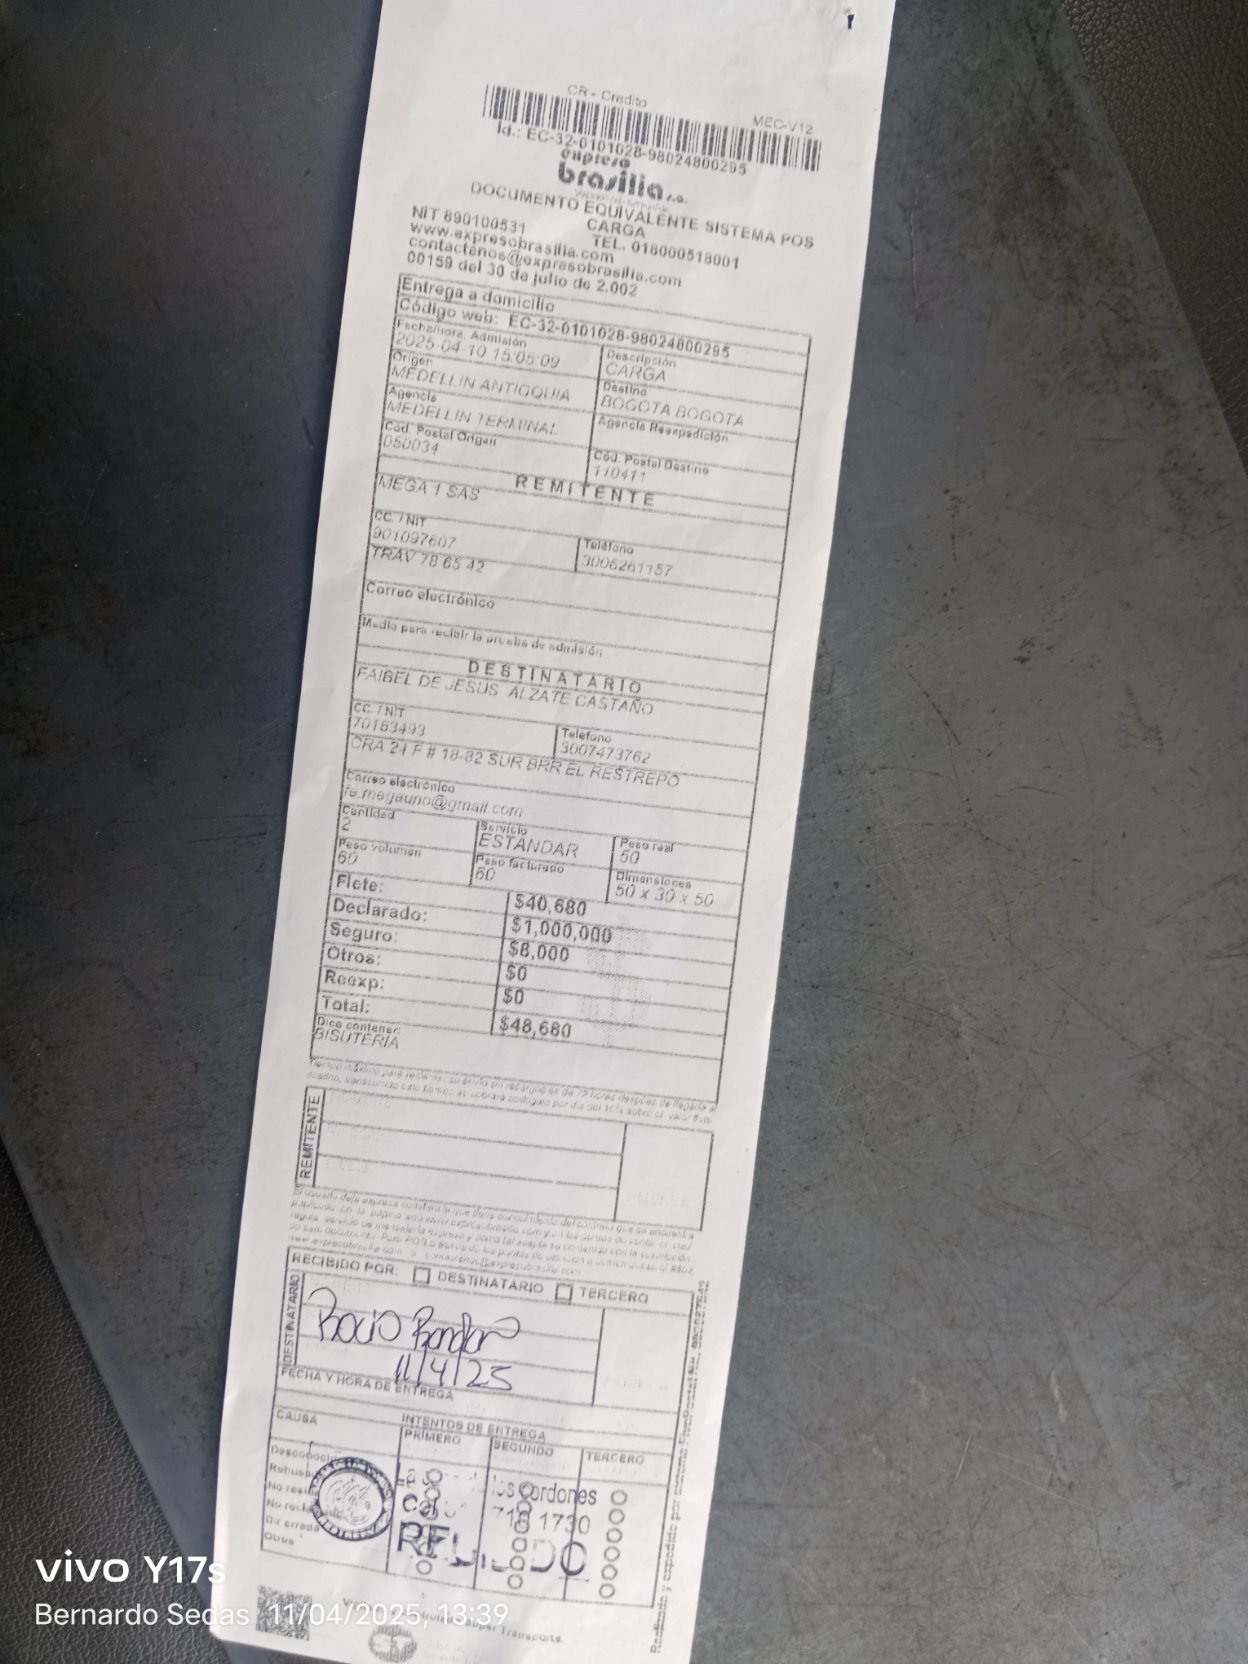 CR - Credito
MEC-V12
Id.: EC-32-0101028-98024800295
expreso
brasilia s.a.
DOCUMENTO EQUIVALENTE SISTEMA POS
CARGA
NIT 890100531
TEL. 018000518001
www.expresobrasilia.com
contactenos@expresobrasilia.com
00159 del 30 de julio de 2.002
Entrega a domicilio
Código web: EC-32-0101028-98024800295
Fecha/hora. Admisión
2025-04-10 15:05:09
Descripción
CARGA
Origen
MEDELLIN ANTIOQUIA
Destino
BOGOTA BOGOTA
Agencia
MEDELLIN TERMINAL
Agencia Reexpedición
Cód. Postal Origen
050034
Cód. Postal Destino
110411
REMITENTE
MEGA 1 SAS
CC. / NIT
901097607
Teléfono
3006261157
TRAV 78 65 42
Correo electrónico
Medio para recibir la prueba de admisión
DESTINATARIO
FAIBEL DE JESUS ALZATE CASTAÑO
CC. / NIT
70163493
Teléfono
3007473762
CRA 21 F # 18-82 SUR BRR EL RESTREPO
Correo electrónico
fe.megauno@gmail.com
Cantidad
2
Servicio
ESTANDAR
Peso real
50
Peso volumen
60
Peso facturado
60
Dimensiones
50 x 30 x 50
Flete: $40,680
Declarado: $1,000,000
Seguro: $8,000
Otros: $0
Reexp: $0
Total: $48,680
Dice contener:
BISUTERIA
REMITENTE
RECIBIDO POR: DESTINATARIO TERCERO
DESTINATARIO
Rocio
11/4/25
FECHA Y HORA DE ENTREGA
CAUSA
INTENTOS DE ENTREGA
PRIMERO SEGUNDO TERCERO
Dir errada
Otros
Cordones
1730
vivo Y17s
Bernardo Sedas 11/04/2025, 13:39